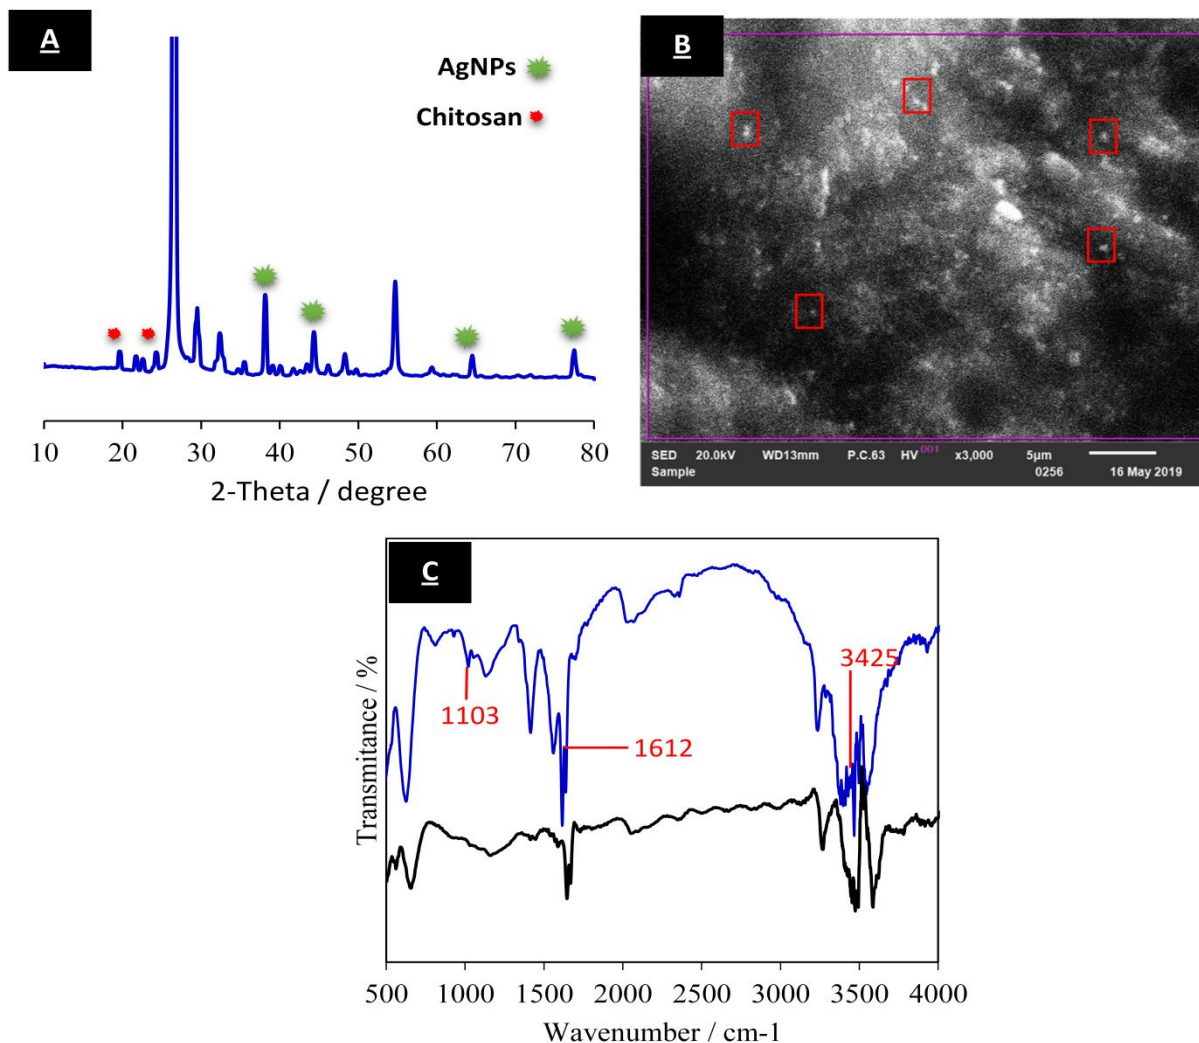 A
AgNPs
Chitosan
10 20 30 40 50 60 70 80
2-Theta / degree
B
SED 20.0kV WD13mm P.C.63 HV 001 x3,000 5µm
Sample 0256 16 May 2019
C
3425
1103
1612
Transmitance / %
500 1000 1500 2000 2500 3000 3500 4000
Wavenumber / cm-1